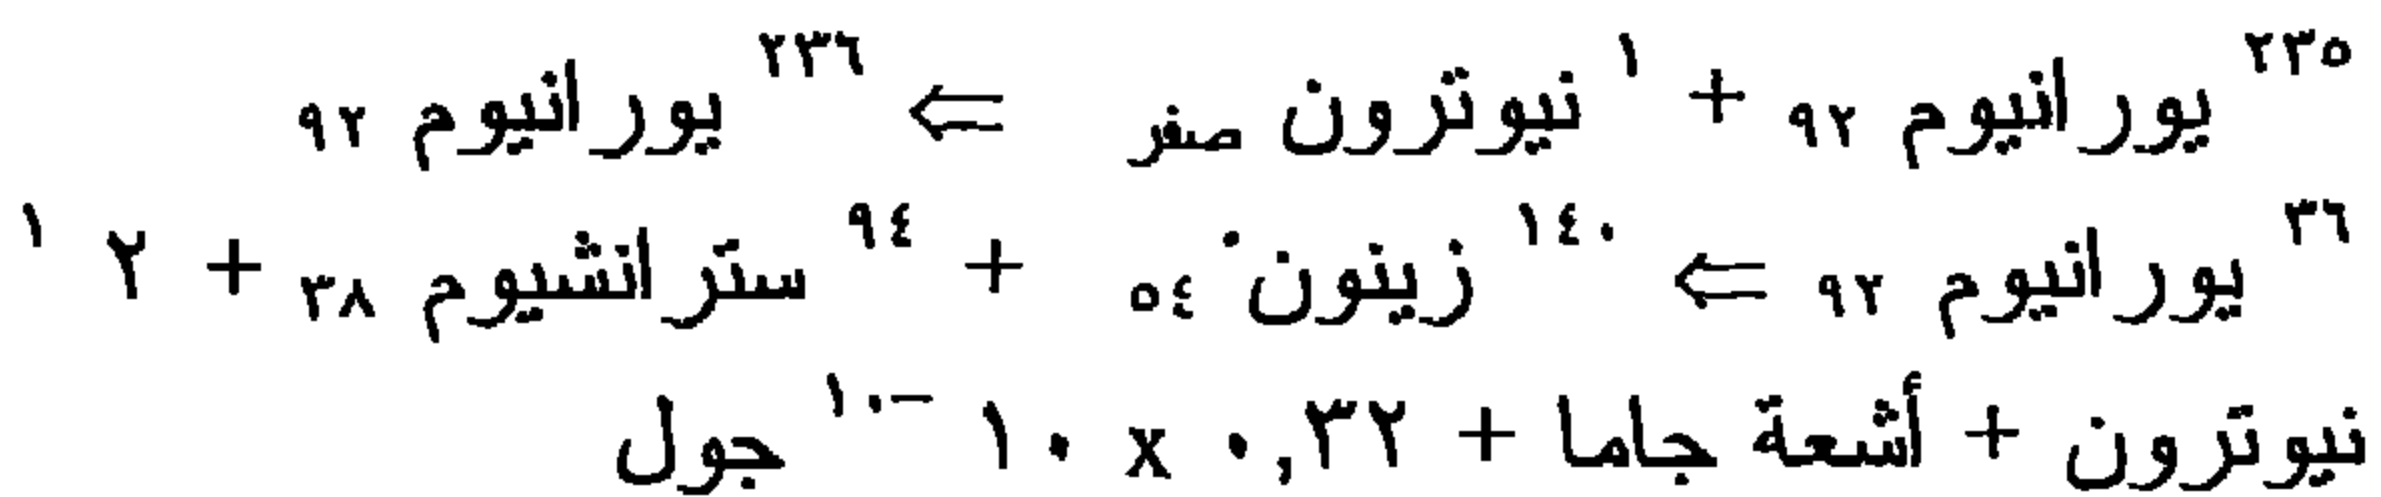 ٢٣٥ يورانيوم ٩٢ + ١ نيوترون صفر ⇐ ٢٣٦ يورانيوم ٩٢
٣٦ يورانيوم ٩٢ ⇐ ١٤٠ زينون ٥٤ + ٩٤ سترانشيوم ٣٨ + ٢ ١
نيوترون + أشعة جاما + ٠,٣٢ x ١٠ -١٠ جول